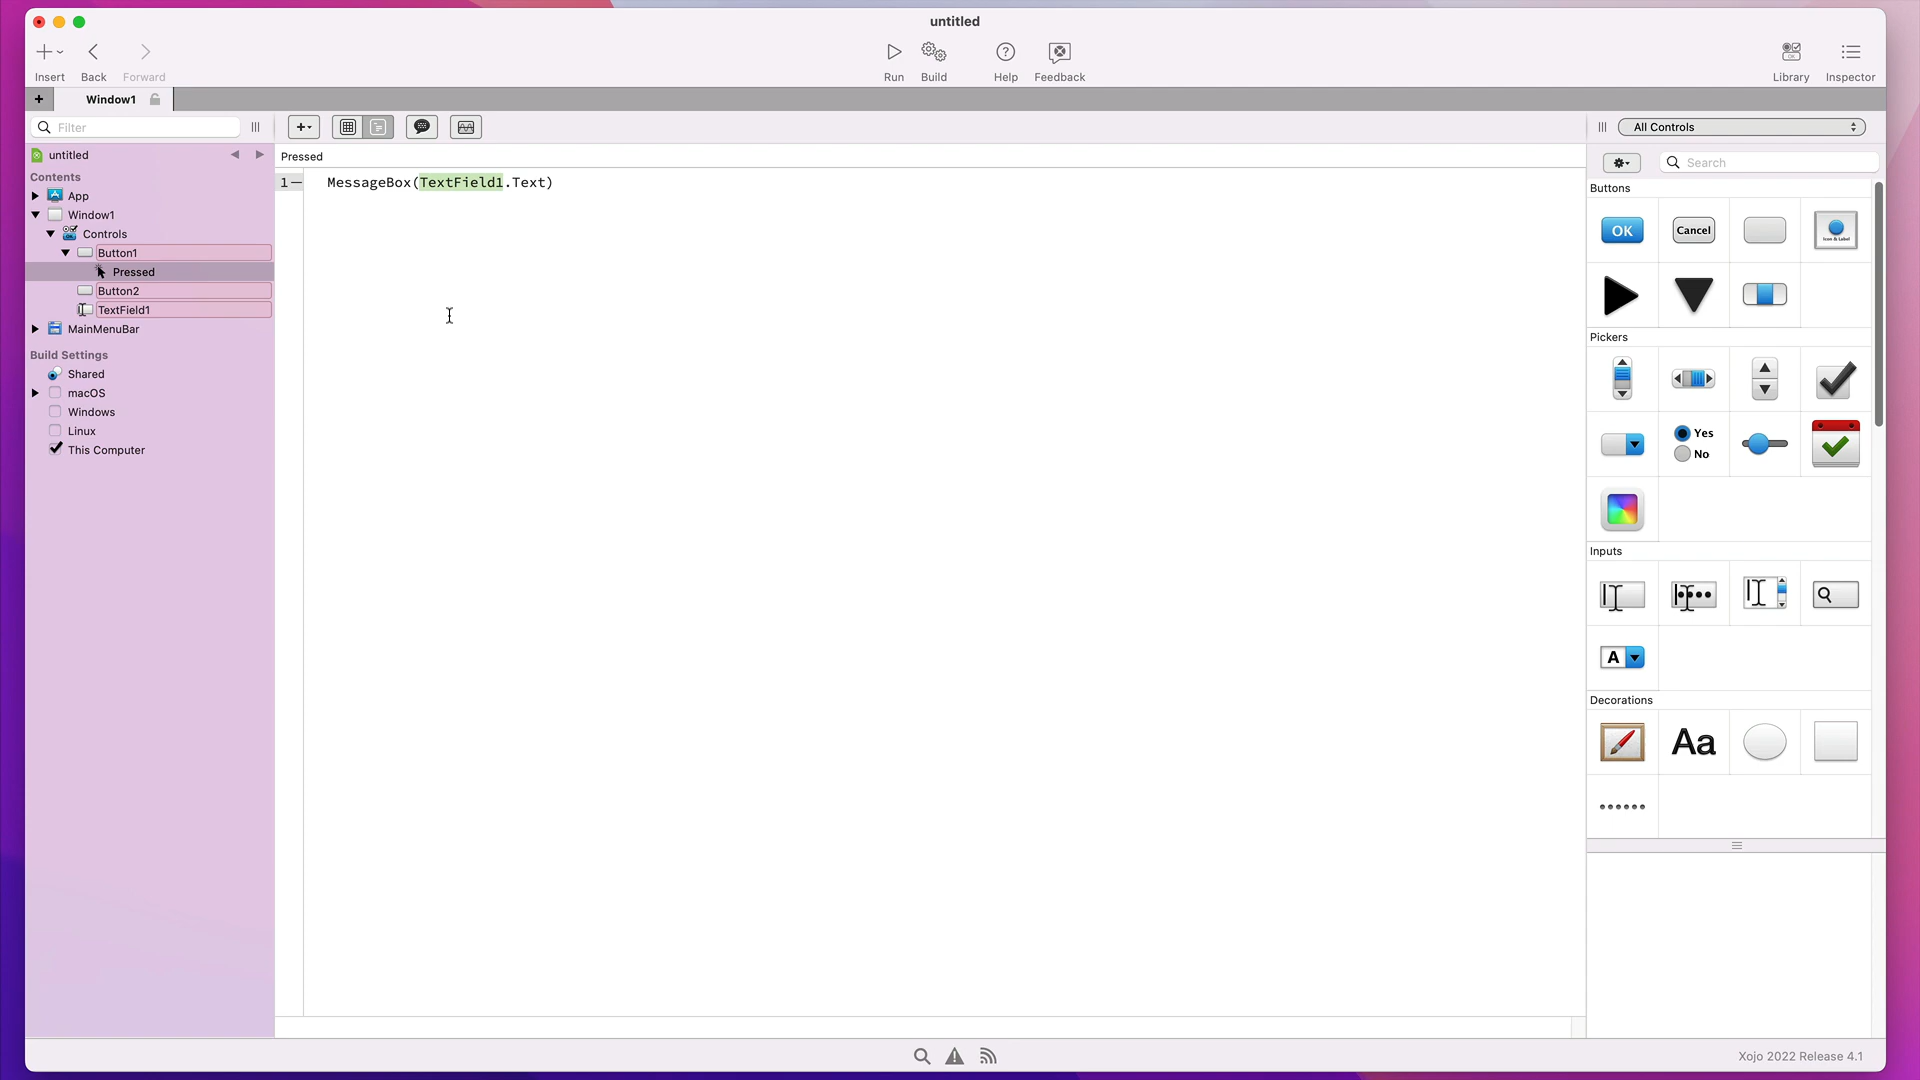 untitled
Insert
Back
Forward
Run
Build
Help
Feedback
Library
Inspector
Window1
Filter
All Controls
untitled
Pressed
Search
Contents
1 MessageBox(TextField1.Text)
Buttons
App
Window1
Controls
OK
Cancel
Icon & Label
Button1
Pressed
Button2
TextField1
MainMenuBar
Pickers
Build Settings
Shared
macOS
Windows
Linux
This Computer
Yes
No
Inputs
A
Decorations
Aa
Xojo 2022 Release 4.1